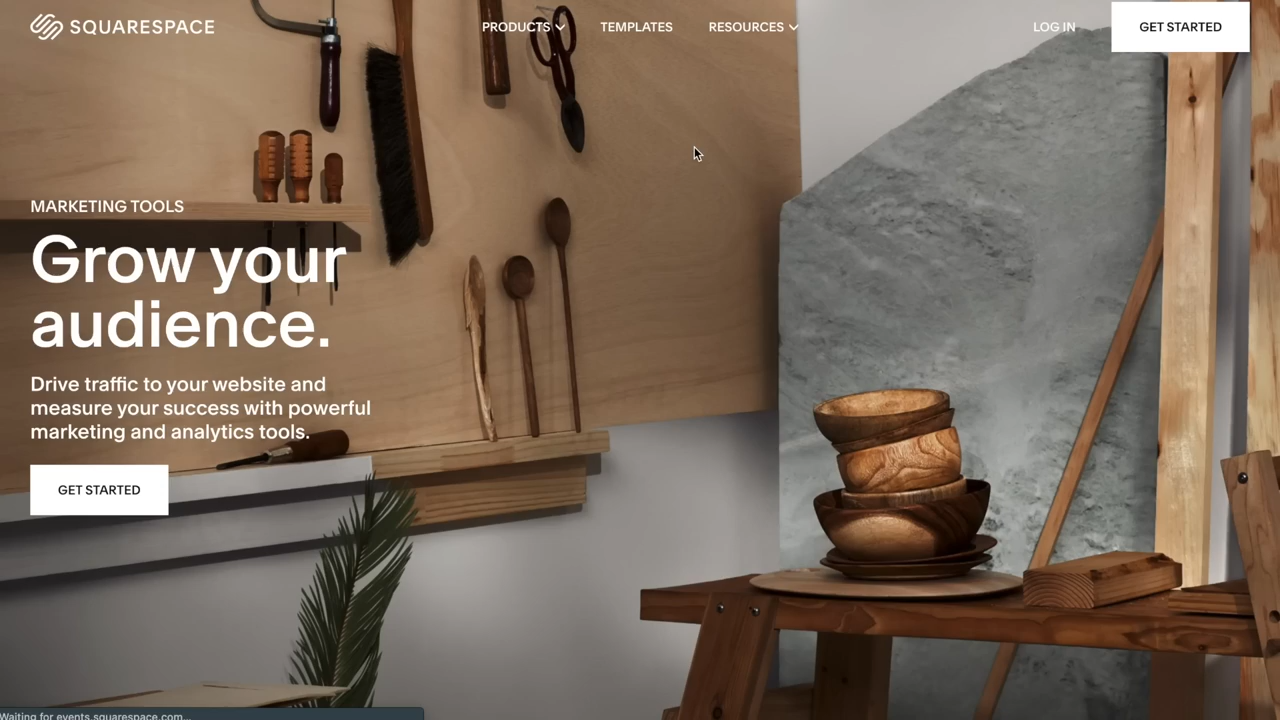 SQUARESPACE
PRODUCTS
TEMPLATES
RESOURCES
LOG IN
GET STARTED
MARKETING TOOLS
Grow your
audience.
Drive traffic to your website and
measure your success with powerful
marketing and analytics tools.
GET STARTED
Waiting for events.squarespace.com...